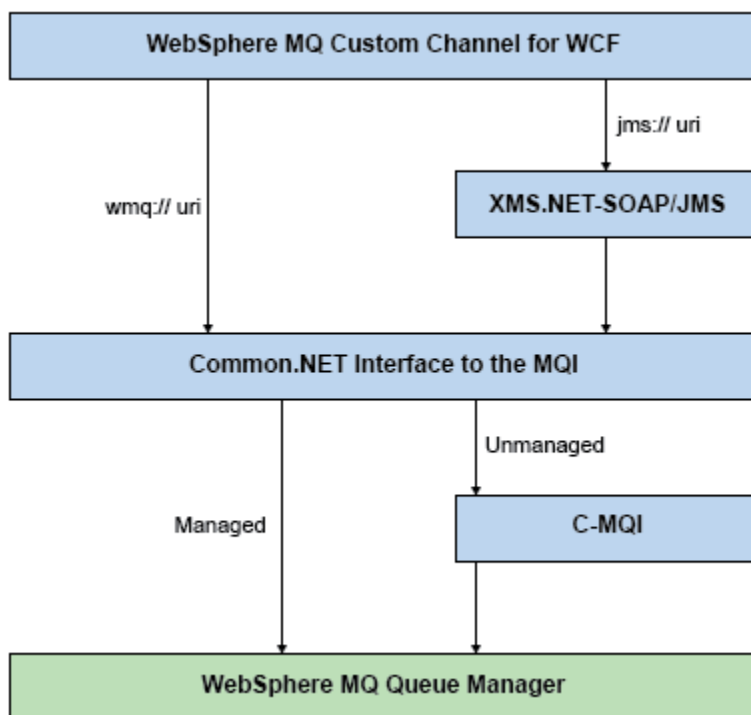 WebSphere MQ Custom Channel for WCF
jms:// uri
wmq:// uri
XMS.NET-SOAP/JMS
Common.NET Interface to the MQI
Unmanaged
Managed
C-MQI
WebSphere MQ Queue Manager